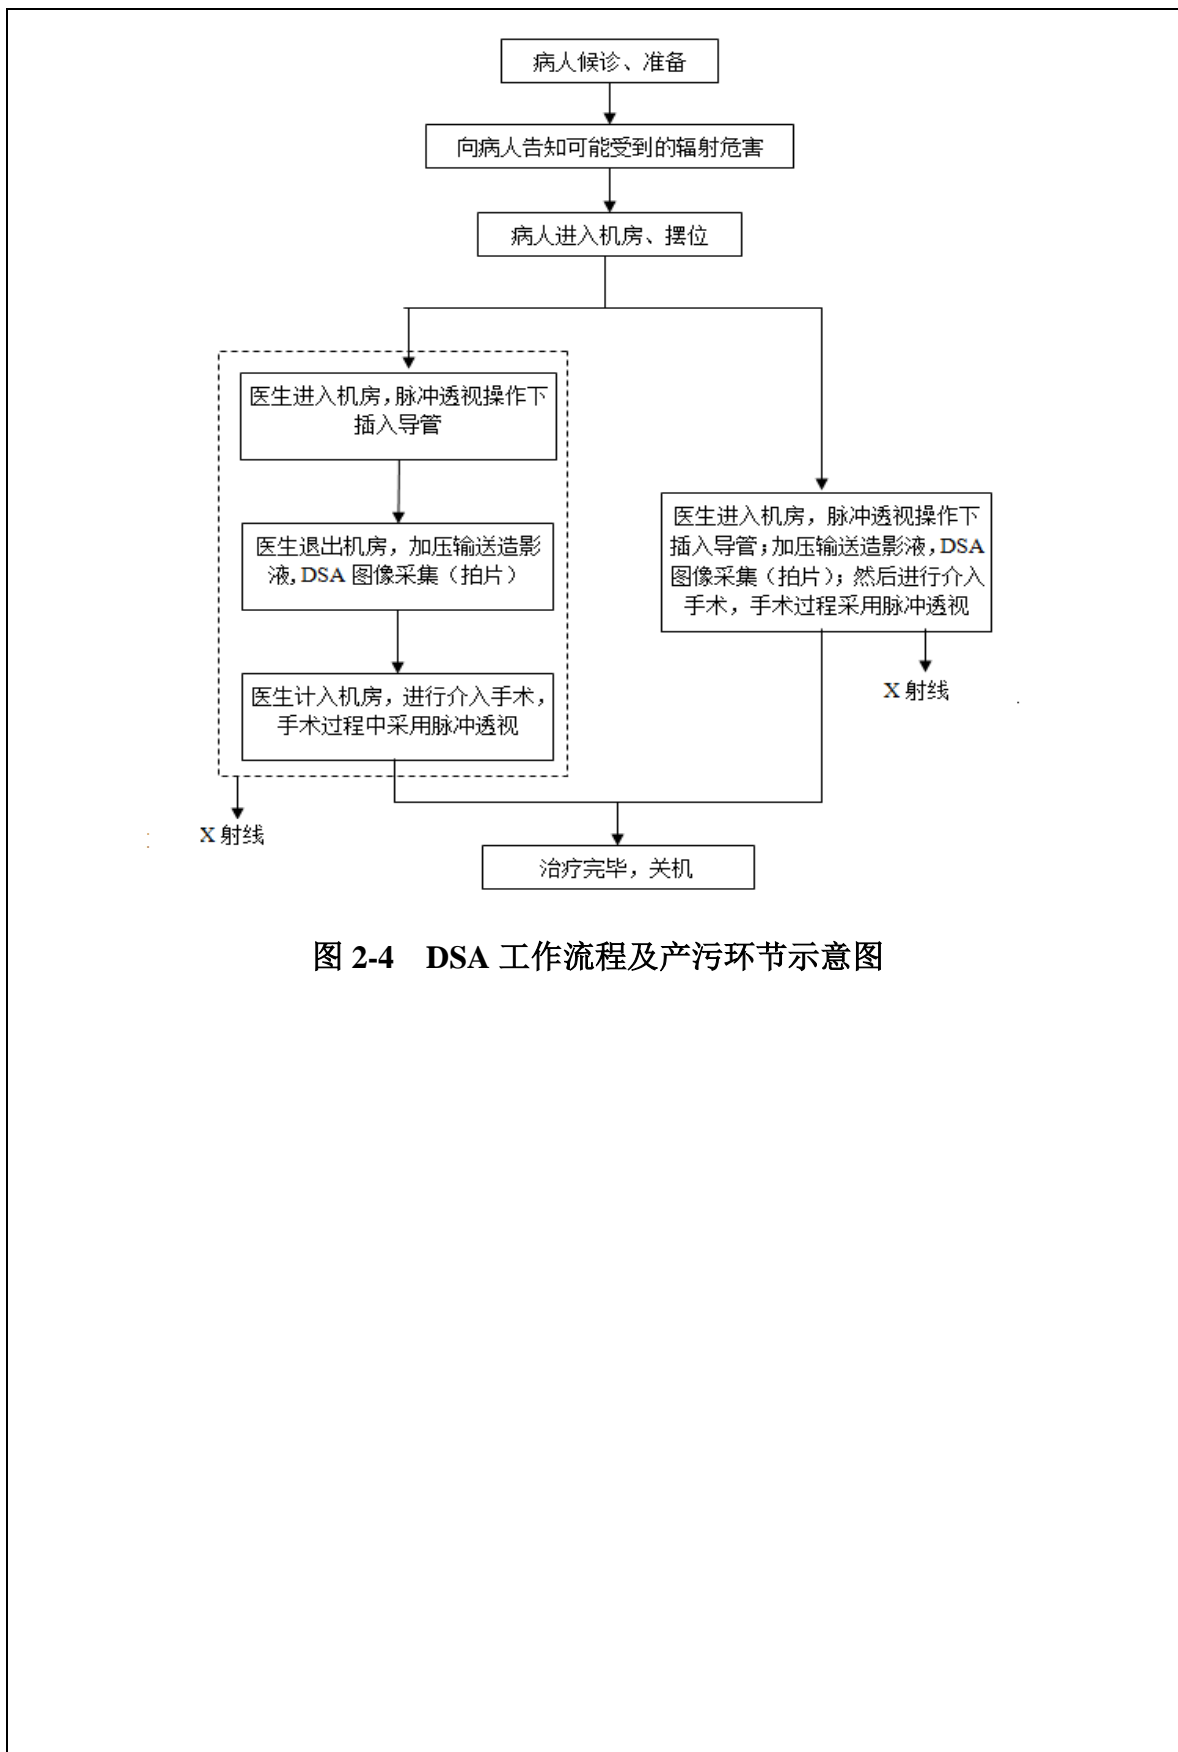 病人候诊、准备
向病人告知可能受到的辐射危害
病人进入机房、摆位
医生进入机房，脉冲透视操作下
插入导管
医生退出机房，加压输送造影
液，DSA 图像采集（拍片）
医生计入机房，进行介入手术，
手术过程中采用脉冲透视
X 射线
医生进入机房，脉冲透视操作下
插入导管；加压输送造影液，DSA
图像采集（拍片）；然后进行介入
手术，手术过程采用脉冲透视
X 射线
治疗完毕，关机
图 2-4 DSA 工作流程及产污环节示意图